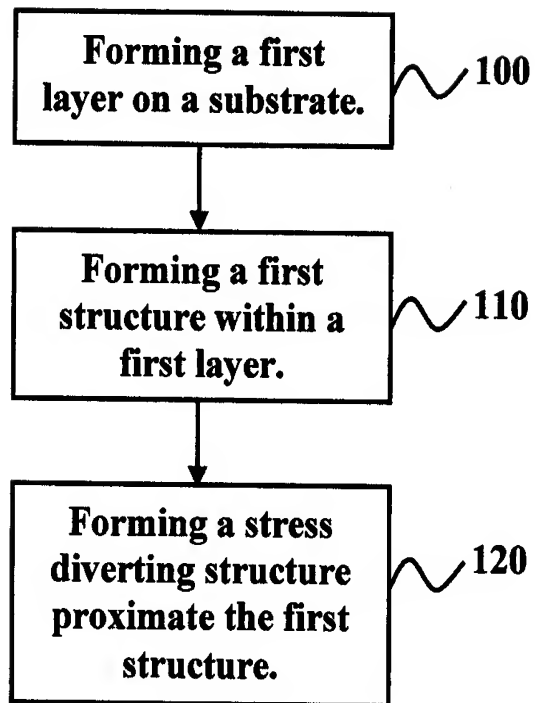 Forming a first
layer on a substrate.
100
Forming a first
structure within a
first layer.
110
Forming a stress
diverting structure
proximate the first
structure.
120